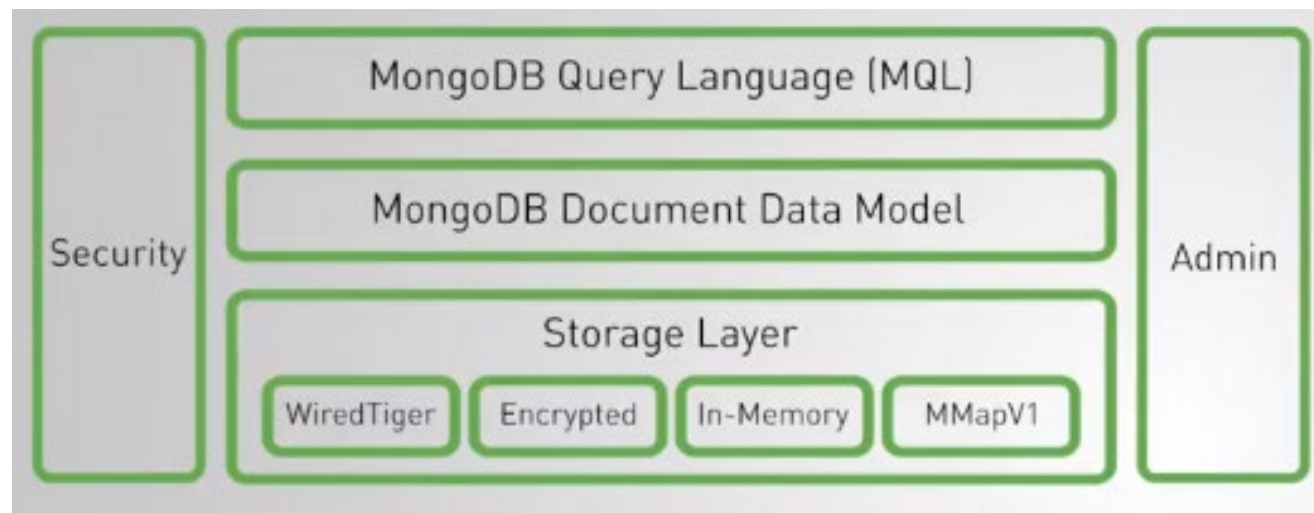 MongoDB Query Language (MQL)
MongoDB Document Data Model
Security
Admin
Storage Layer
WiredTiger
Encrypted
In-Memory
MMapV1